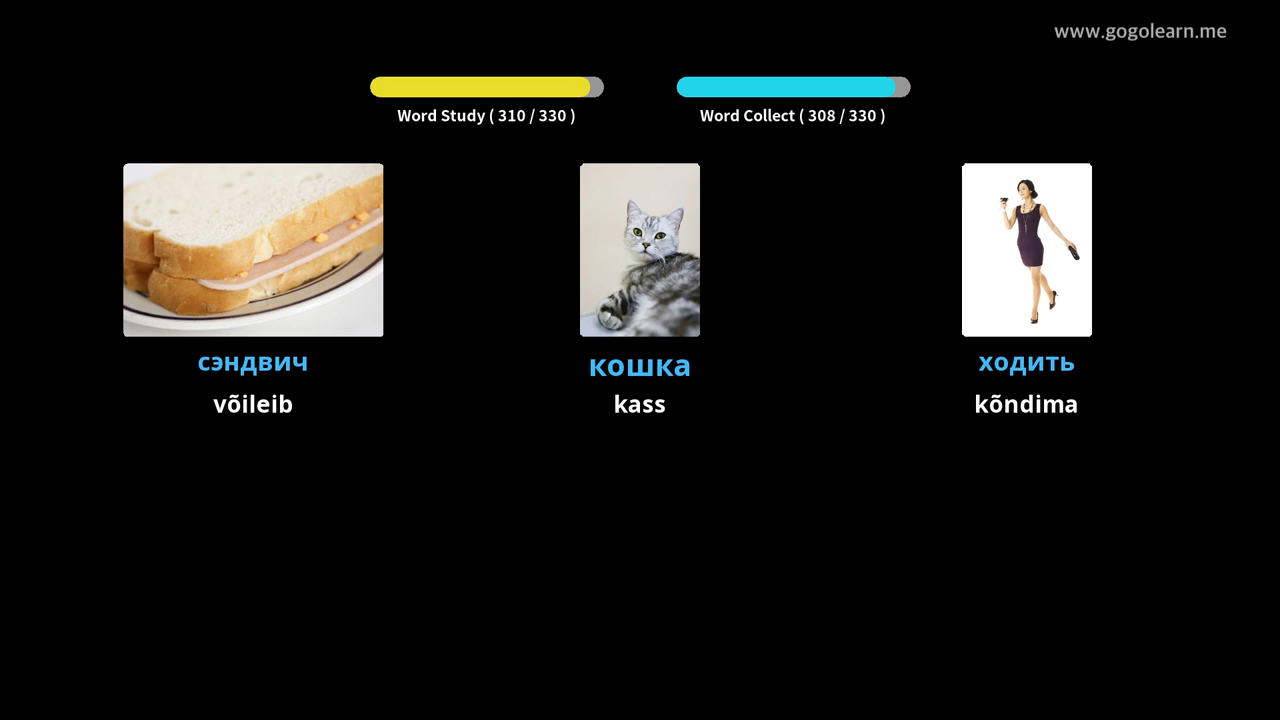 www.gogolearn.me
Word Study ( 310 / 330 )
Word Collect ( 308 / 330 )
сэндвич
кошка
ходить
võileib
kass
kõndima